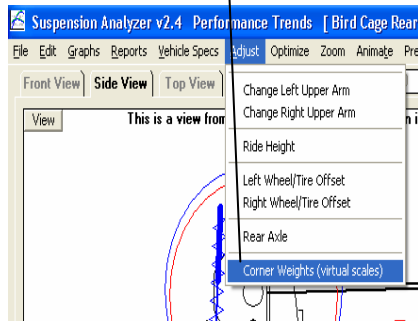 Suspension Analyzer v2.4 Performance Trends [ Bird Cage Rear
File Edit Graphs Reports Vehicle Specs Adjust Optimize Zoom Animate Pre
Front View Side View Top View
View This is a view from
Change Left Upper Arm
Change Right Upper Arm
Ride Height
Left Wheel/Tire Offset
Right Wheel/Tire Offset
Rear Axle
Corner Weights (virtual scales)